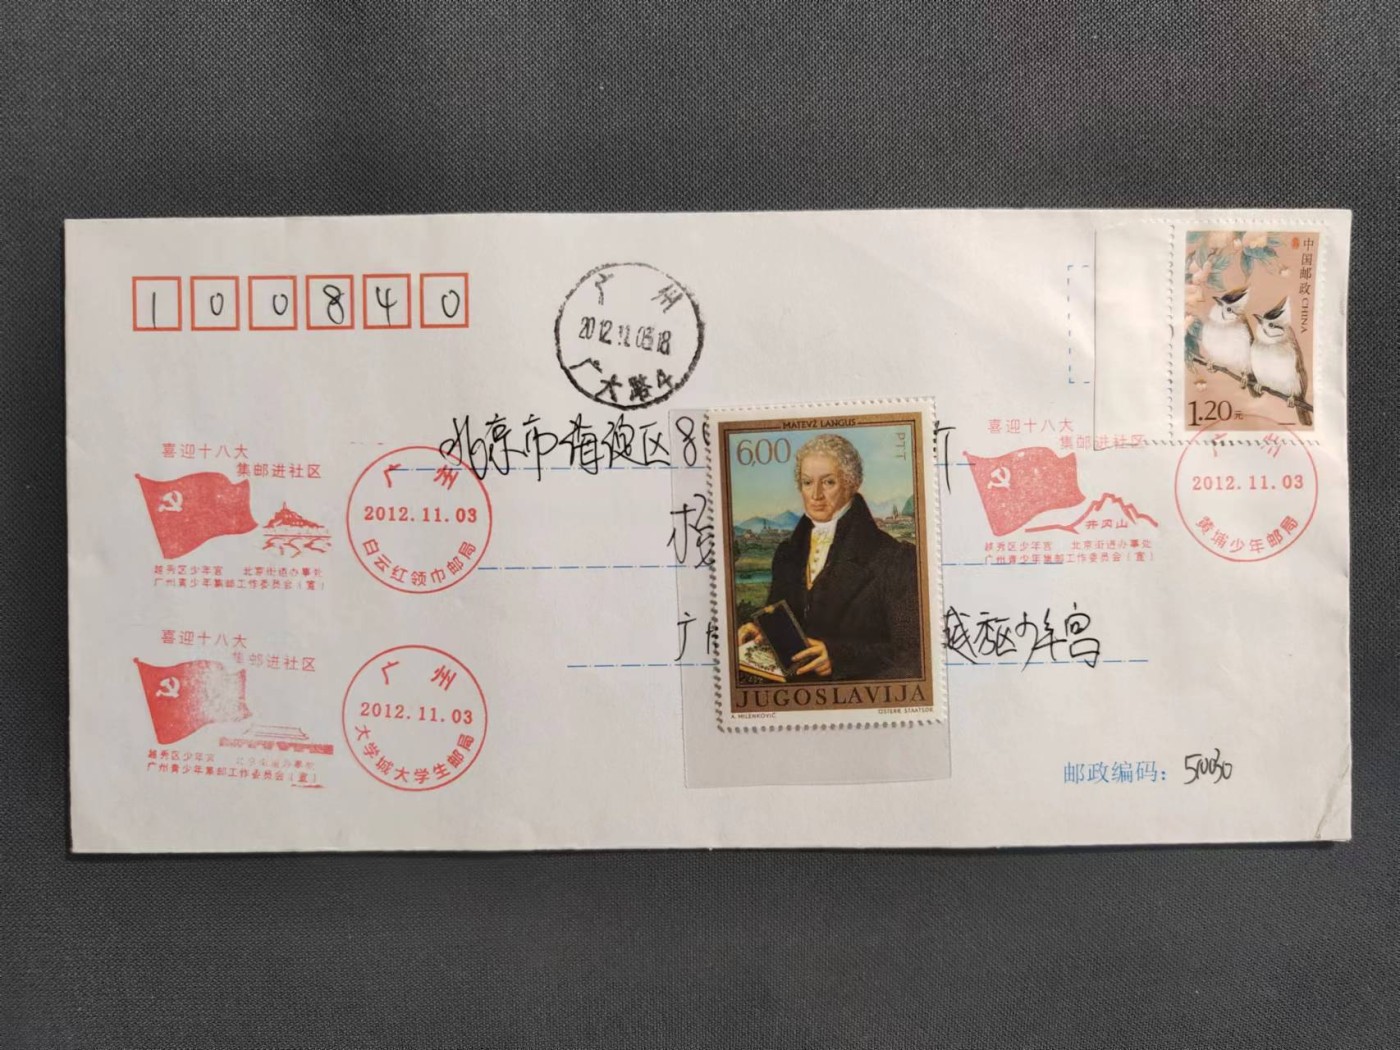 中国邮政 CHINA
1.20元
100840
广州
2012.11.03.18
广大路4
北京市海淀区8
越秀区少年宫
MATEVŽ LANGUS
6,00
PTT
JUGOSLAVIJA
A. MILENKOVIĆ
ÖSTERR. STAATSDR.
喜迎十八大
集邮进社区
越秀区少年宫 北京街道办事处
广州青少年集邮工作委员会(宣)
广州
2012.11.03
白云红领巾邮局
喜迎十八大
集邮进社区
井冈山
越秀区少年宫 北京街道办事处
广州青少年集邮工作委员会(宣)
广州
2012.11.03
黄埔少年邮局
喜迎十八大
集邮进社区
越秀区少年宫 北京街道办事处
广州青少年集邮工作委员会(宣)
广州
2012.11.03
大学城大学生邮局
邮政编码: 510030